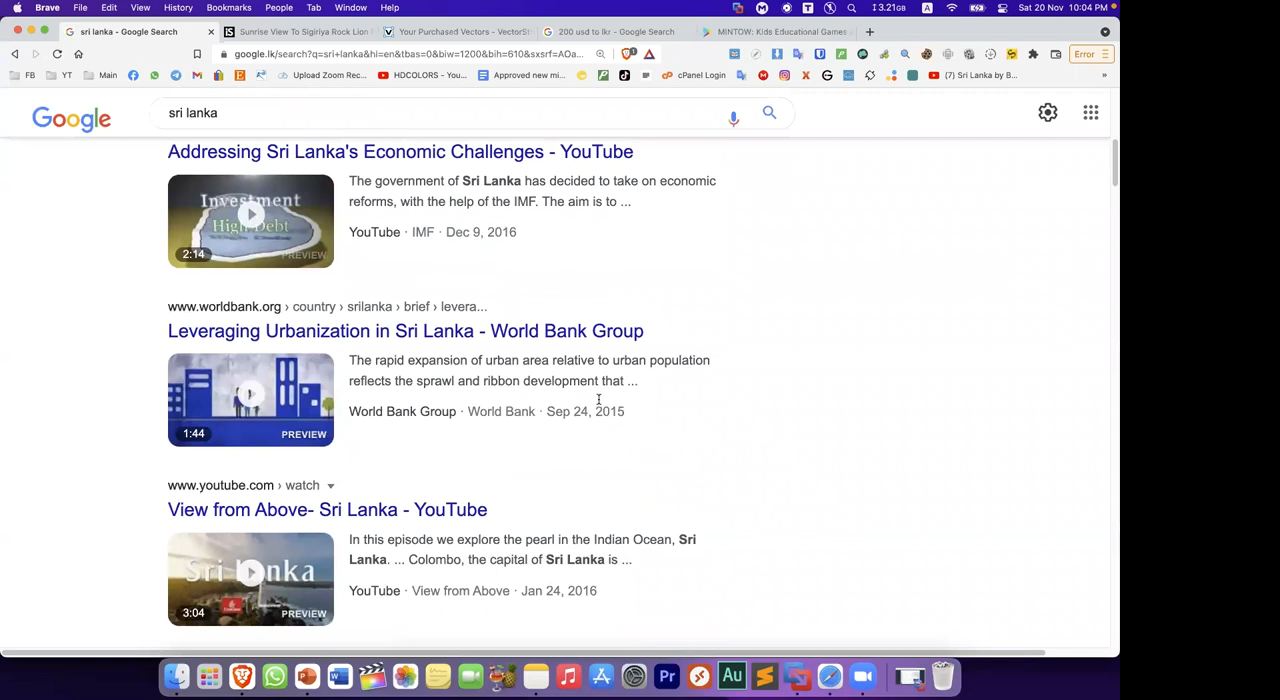 Brave File Edit View History Bookmarks People Tab Window Help 3.21GB A Sat 20 Nov 10:04 PM
sri lanka - Google Search Sunrise View To Sigiriya Rock Lion Your Purchased Vectors - VectorSt 200 usd to lkr - Google Search MINTOW: Kids Educational Games
google.lk/search?q=sri+lanka&hl=en&tbas=0&biw=1200&bih=610&sxsrf=AOa... Error
FB YT Main Upload Zoom Rec... HDCOLORS - You... Approved new mi... cPanel Login (7) Sri Lanka by B... »
Google sri lanka
Addressing Sri Lanka's Economic Challenges - YouTube
The government of Sri Lanka has decided to take on economic
reforms, with the help of the IMF. The aim is to ...
YouTube · IMF · Dec 9, 2016
Investment
High Debt
2:14 PREVIEW
www.worldbank.org › country › srilanka › brief › levera...
Leveraging Urbanization in Sri Lanka - World Bank Group
The rapid expansion of urban area relative to urban population
reflects the sprawl and ribbon development that ...
World Bank Group · World Bank · Sep 24, 2015
1:44 PREVIEW
www.youtube.com › watch
View from Above- Sri Lanka - YouTube
In this episode we explore the pearl in the Indian Ocean, Sri
Lanka. ... Colombo, the capital of Sri Lanka is ...
YouTube · View from Above · Jan 24, 2016
Sri
3:04 PREVIEW
W Pr Au